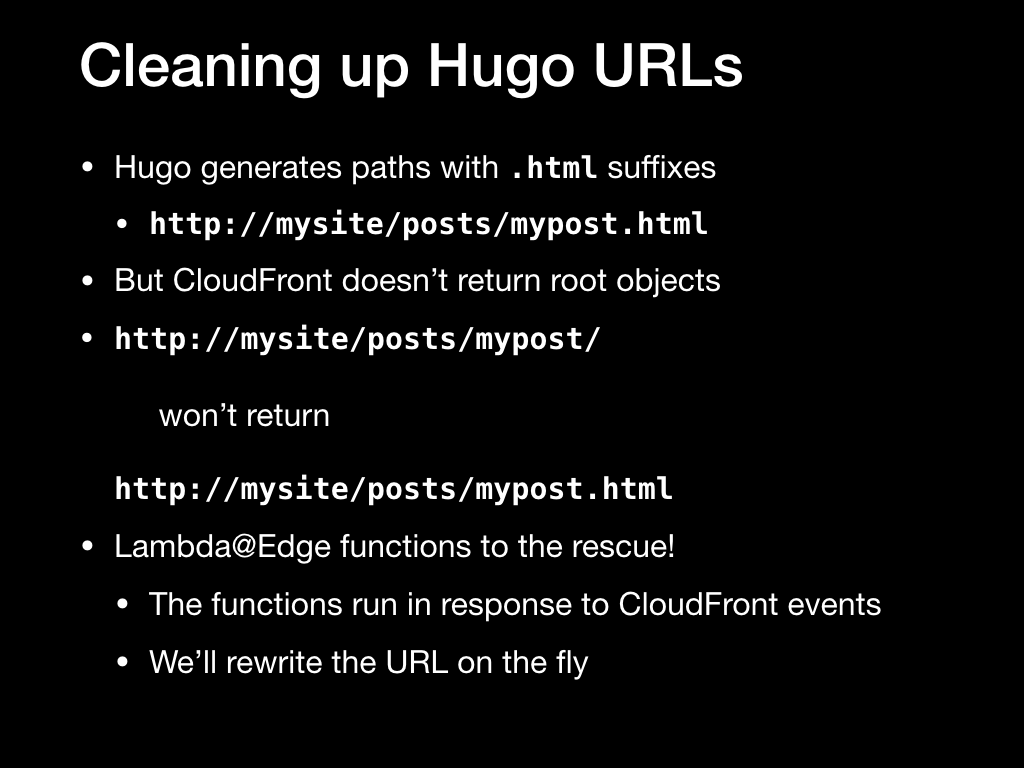 Cleaning up Hugo URLs
• Hugo generates paths with .html suffixes
• http://mysite/posts/mypost.html
• But CloudFront doesn’t return root objects
• http://mysite/posts/mypost/
won’t return
http://mysite/posts/mypost.html
• Lambda@Edge functions to the rescue!
• The functions run in response to CloudFront events
• We’ll rewrite the URL on the fly